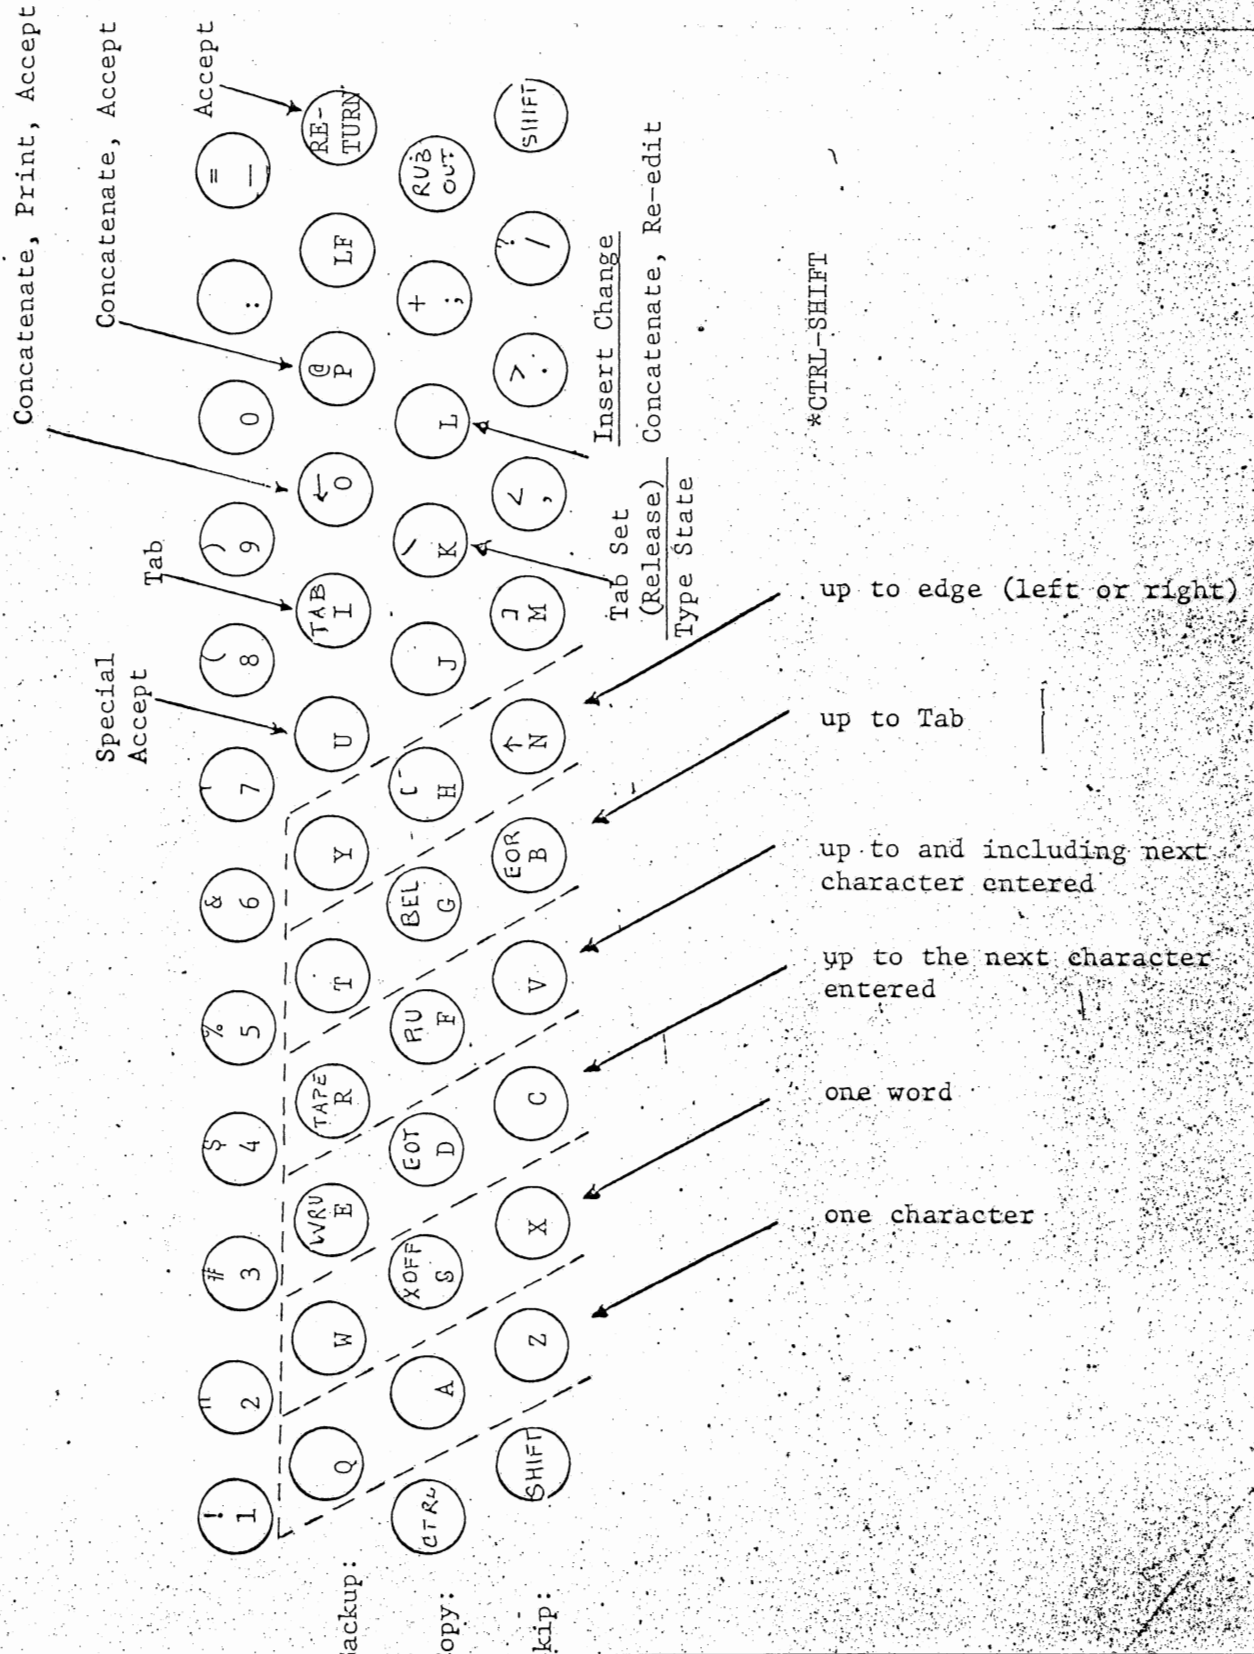 Concatenate, Print, Accept
Concatenate, Accept
Accept
Tab
Special
Accept
! 1
" 2
# 3
$ 4
% 5
& 6
' 7
( 8
) 9
0
:
= —
ackup:
Q
W
WRU E
TAPE R
T
Y
U
TAB I
← O
@ P
LF
RE-
TURN
opy:
CTRL
A
XOFF S
EOT D
RU F
BEL G
[ H
J
\ K
L
+ ;
RUB
OUT
kip:
SHIFT
Z
X
C
V
EOR B
↑ N
] M
< ,
> .
? /
SHIFT
Tab Set
(Release)
Type State
Insert Change
Concatenate, Re-edit
*CTRL-SHIFT
up to edge (left or right)
up to Tab
up to and including next
character entered
up to the next character
entered
one word
one character